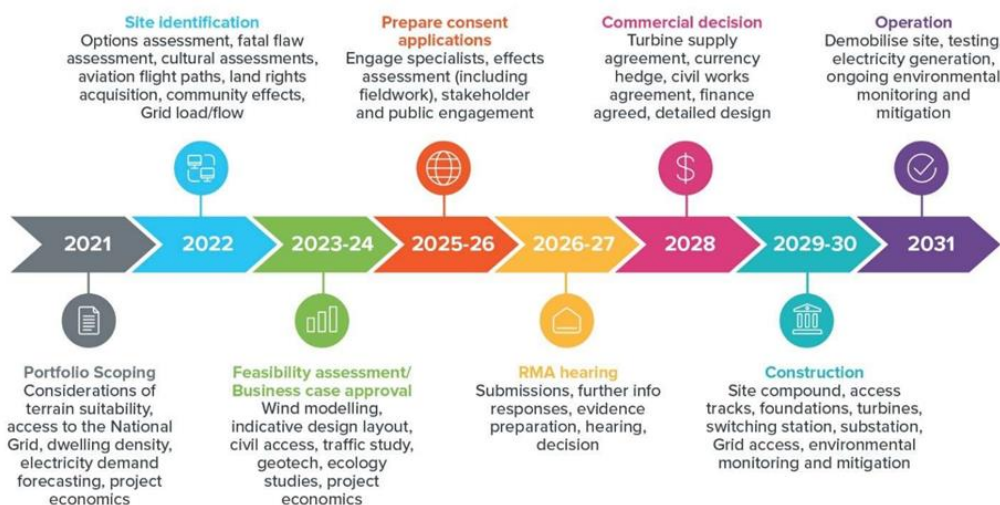 Site identification
Options assessment, fatal flaw
assessment, cultural assessments,
aviation flight paths, land rights
acquisition, community effects,
Grid load/flow
Prepare consent
applications
Engage specialists, effects
assessment (including
fieldwork), stakeholder
and public engagement
Commercial decision
Turbine supply
agreement, currency
hedge, civil works
agreement, finance
agreed, detailed design
Operation
Demobilise site, testing
electricity generation,
ongoing environmental
monitoring and
mitigation
$
2021
2022
2023-24
2025-26
2026-27
2028
2029-30
2031
Portfolio Scoping
Considerations of
terrain suitability,
access to the National
Grid, dwelling density,
electricity demand
forecasting, project
economics
Feasibility assessment/
Business case approval
Wind modelling,
indicative design layout,
civil access, traffic study,
geotech, ecology
studies, project
economics
RMA hearing
Submissions, further info
responses, evidence
preparation, hearing,
decision
Construction
Site compound, access
tracks, foundations, turbines,
switching station, substation,
Grid access, environmental
monitoring and mitigation